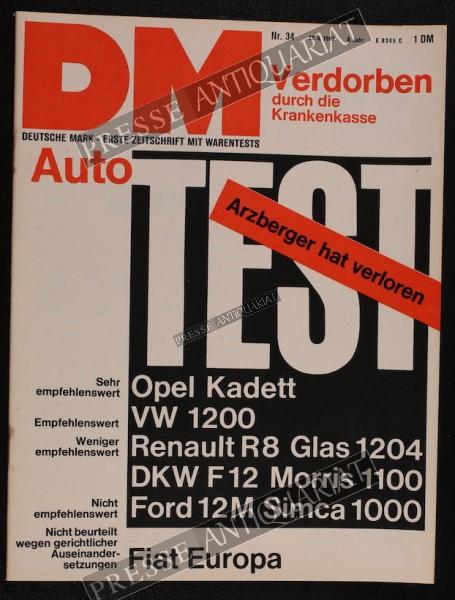 DM
Nr. 34
E 8245 C
1 DM
Verdorben
durch die
Krankenkasse
DEUTSCHE MARK - ERSTE ZEITSCHRIFT MIT WARENTESTS
Auto
TEST
Arzberger hat verloren
Sehr
empfehlenswert
Opel Kadett
Empfehlenswert
VW 1200
Weniger
empfehlenswert
Renault R8 Glas 1204
DKW F12 Morris 1100
Nicht
empfehlenswert
Ford 12M Simca 1000
Nicht beurteilt
wegen gerichtlicher
Auseinander-
setzungen
Fiat Europa
PRESSE ANTIQUARIAT
PRESSE ANTIQUARIAT
PRESSE ANTIQUARIAT